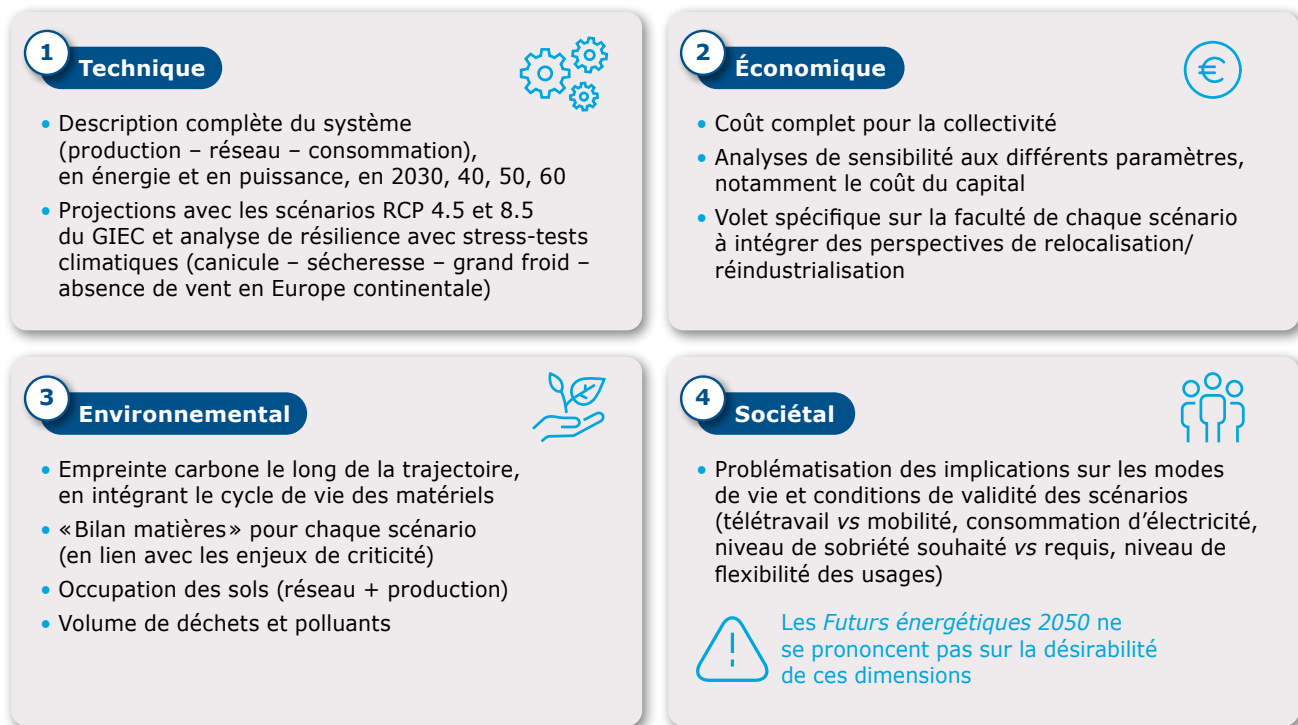 1
Technique
• Description complète du système
(production – réseau – consommation),
en énergie et en puissance, en 2030, 40, 50, 60
• Projections avec les scénarios RCP 4.5 et 8.5
du GIEC et analyse de résilience avec stress-tests
climatiques (canicule – sécheresse – grand froid –
absence de vent en Europe continentale)
2
Économique
€
• Coût complet pour la collectivité
• Analyses de sensibilité aux différents paramètres,
notamment le coût du capital
• Volet spécifique sur la faculté de chaque scénario
à intégrer des perspectives de relocalisation/
réindustrialisation
3
Environnemental
• Empreinte carbone le long de la trajectoire,
en intégrant le cycle de vie des matériels
• «Bilan matières» pour chaque scénario
(en lien avec les enjeux de criticité)
• Occupation des sols (réseau + production)
• Volume de déchets et polluants
4
Sociétal
• Problématisation des implications sur les modes
de vie et conditions de validité des scénarios
(télétravail vs mobilité, consommation d’électricité,
niveau de sobriété souhaité vs requis, niveau de
flexibilité des usages)
!
Les Futurs énergétiques 2050 ne
se prononcent pas sur la désirabilité
de ces dimensions